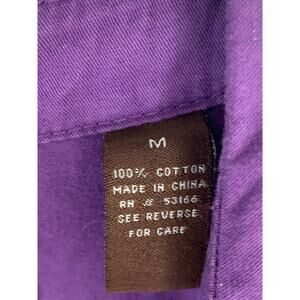 M
100% COTTON
MADE IN CHINA
RN # 53166
SEE REVERSE
FOR CARE